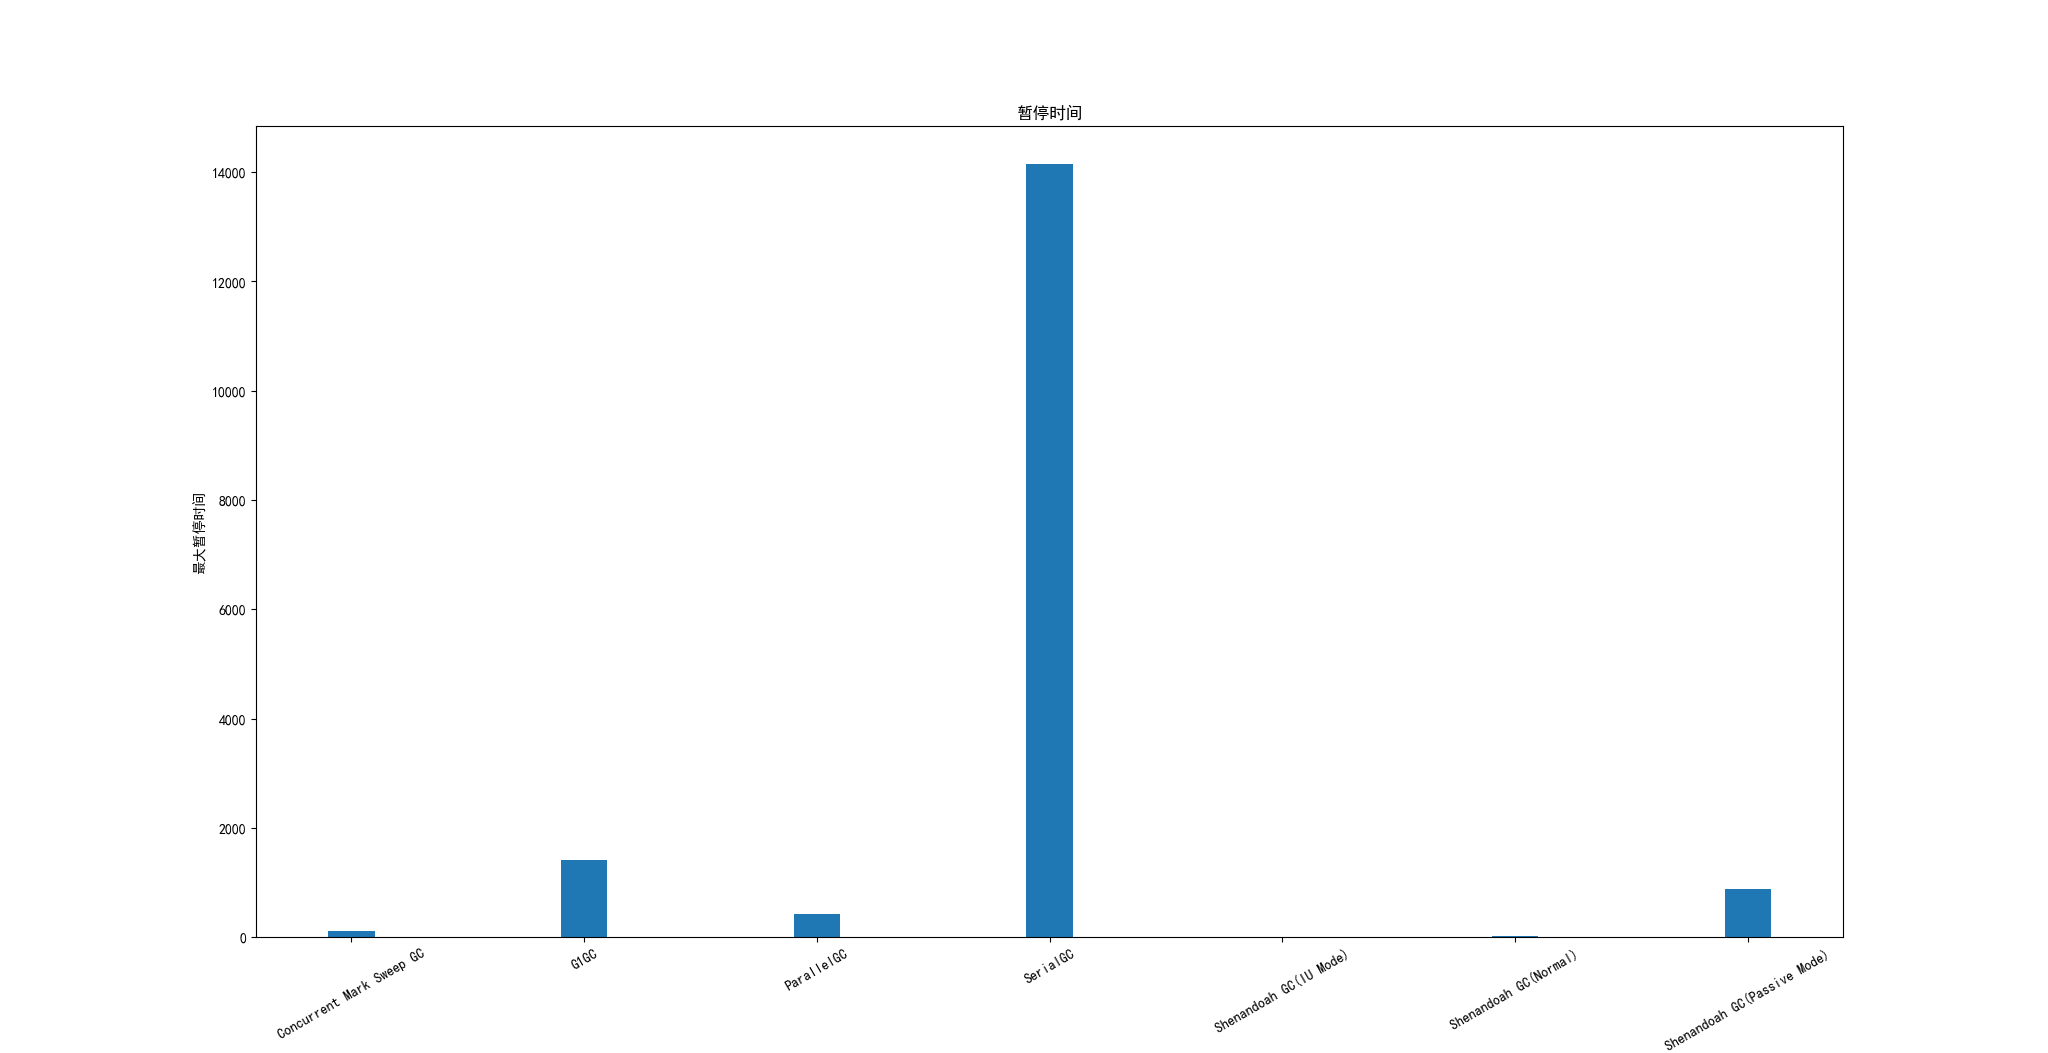 暂停时间
14000
12000
10000
8000
6000
4000
2000
0
最大暂停时间
Concurrent Mark Sweep GC
G1GC
ParallelGC
SerialGC
Shenandoah GC(IU Mode)
Shenandoah GC(Normal)
Shenandoah GC(Passive Mode)